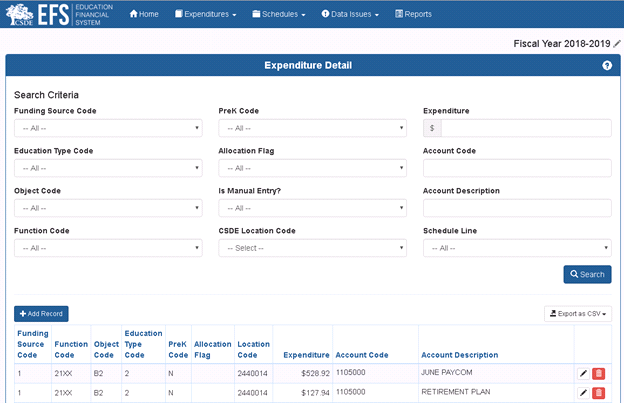 CSDE EFS EDUCATION FINANCIAL SYSTEM Home Expenditures Schedules Data Issues Reports
Fiscal Year 2018-2019
Expenditure Detail ?
Search Criteria
Funding Source Code PreK Code Expenditure
-- All -- -- All -- $
Education Type Code Allocation Flag Account Code
-- All -- -- All --
Object Code Is Manual Entry? Account Description
-- All -- -- All --
Function Code CSDE Location Code Schedule Line
-- All -- -- Select -- -- All --
Search
Add Record Export as CSV
Funding Source Code Function Code Object Code Education Type Code PreK Code Allocation Flag Location Code Expenditure Account Code Account Description
1 21XX B2 2 N 2440014 $528.92 1105000 JUNE PAYCOM
1 21XX B2 2 N 2440014 $127.94 1105000 RETIREMENT PLAN